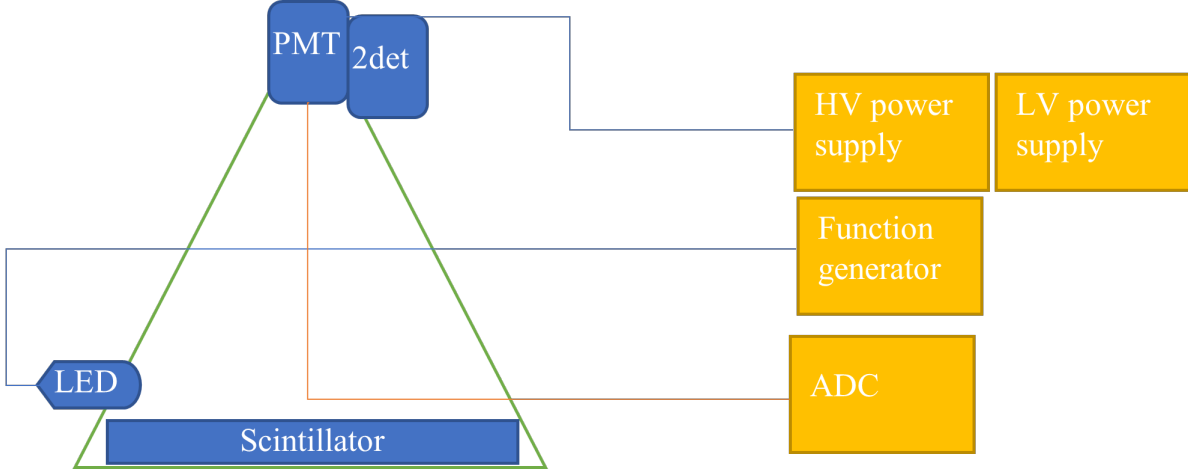 PMT
2det
HV power
supply
LV power
supply
Function
generator
LED
ADC
Scintillator